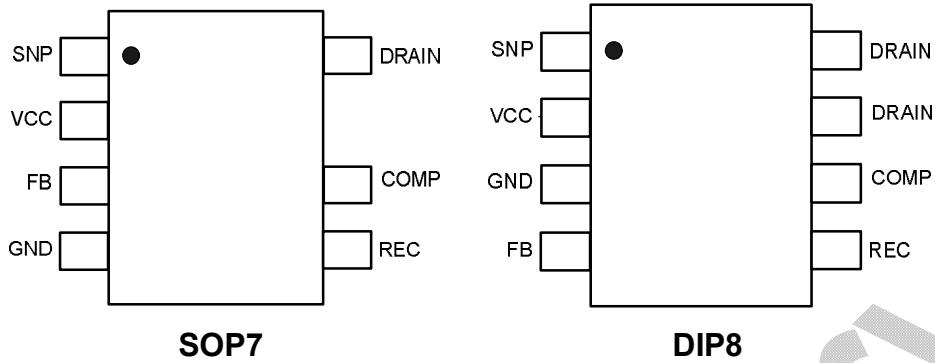 SNP
DRAIN
VCC
FB
COMP
GND
REC
SOP7
SNP
DRAIN
VCC
DRAIN
GND
COMP
FB
REC
DIP8